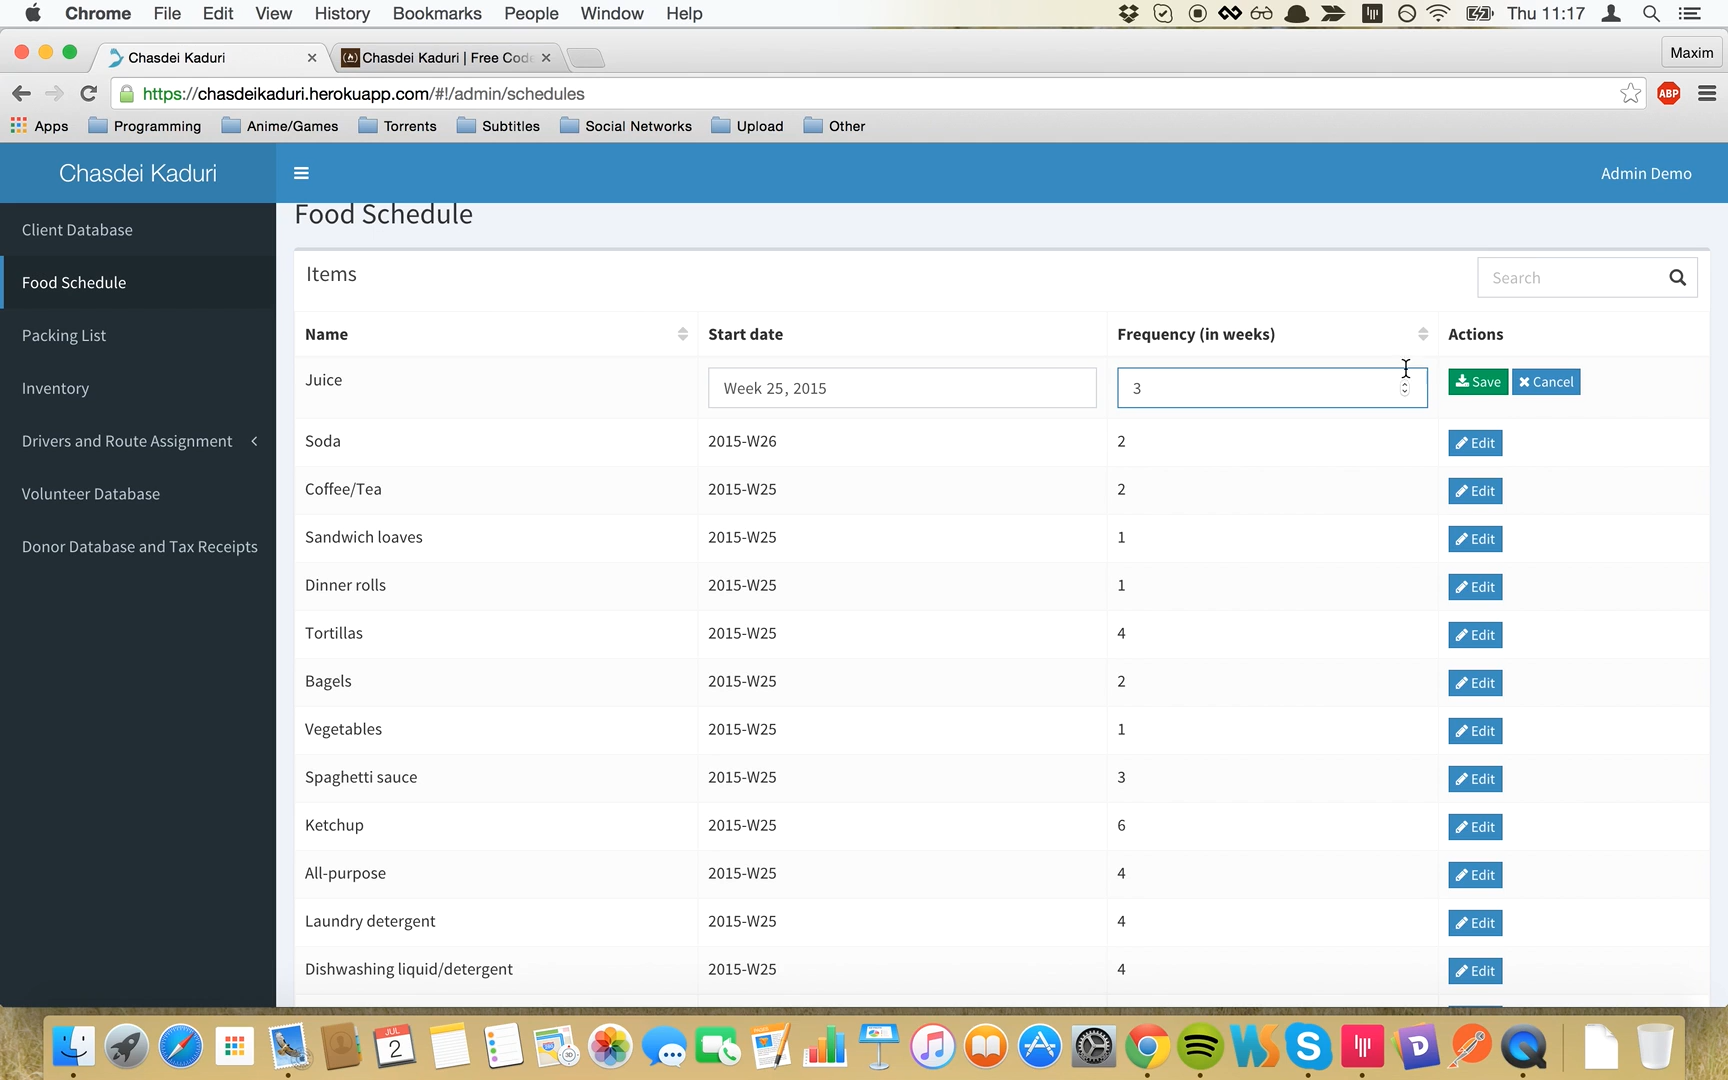 Chrome File Edit View History Bookmarks People Window Help Thu 11:17
Chasdei Kaduri
Chasdei Kaduri | Free Cod
Maxim
https://chasdeikaduri.herokuapp.com/#!/admin/schedules
ABP
Apps Programming Anime/Games Torrents Subtitles Social Networks Upload Other
Chasdei Kaduri
Admin Demo
Client Database
Food Schedule
Packing List
Inventory
Drivers and Route Assignment
Volunteer Database
Donor Database and Tax Receipts
Food Schedule
Items
Search
Name Start date Frequency (in weeks) Actions
Juice Week 25, 2015 3 Save Cancel
Soda 2015-W26 2 Edit
Coffee/Tea 2015-W25 2 Edit
Sandwich loaves 2015-W25 1 Edit
Dinner rolls 2015-W25 1 Edit
Tortillas 2015-W25 4 Edit
Bagels 2015-W25 2 Edit
Vegetables 2015-W25 1 Edit
Spaghetti sauce 2015-W25 3 Edit
Ketchup 2015-W25 6 Edit
All-purpose 2015-W25 4 Edit
Laundry detergent 2015-W25 4 Edit
Dishwashing liquid/detergent 2015-W25 4 Edit
JUL
2